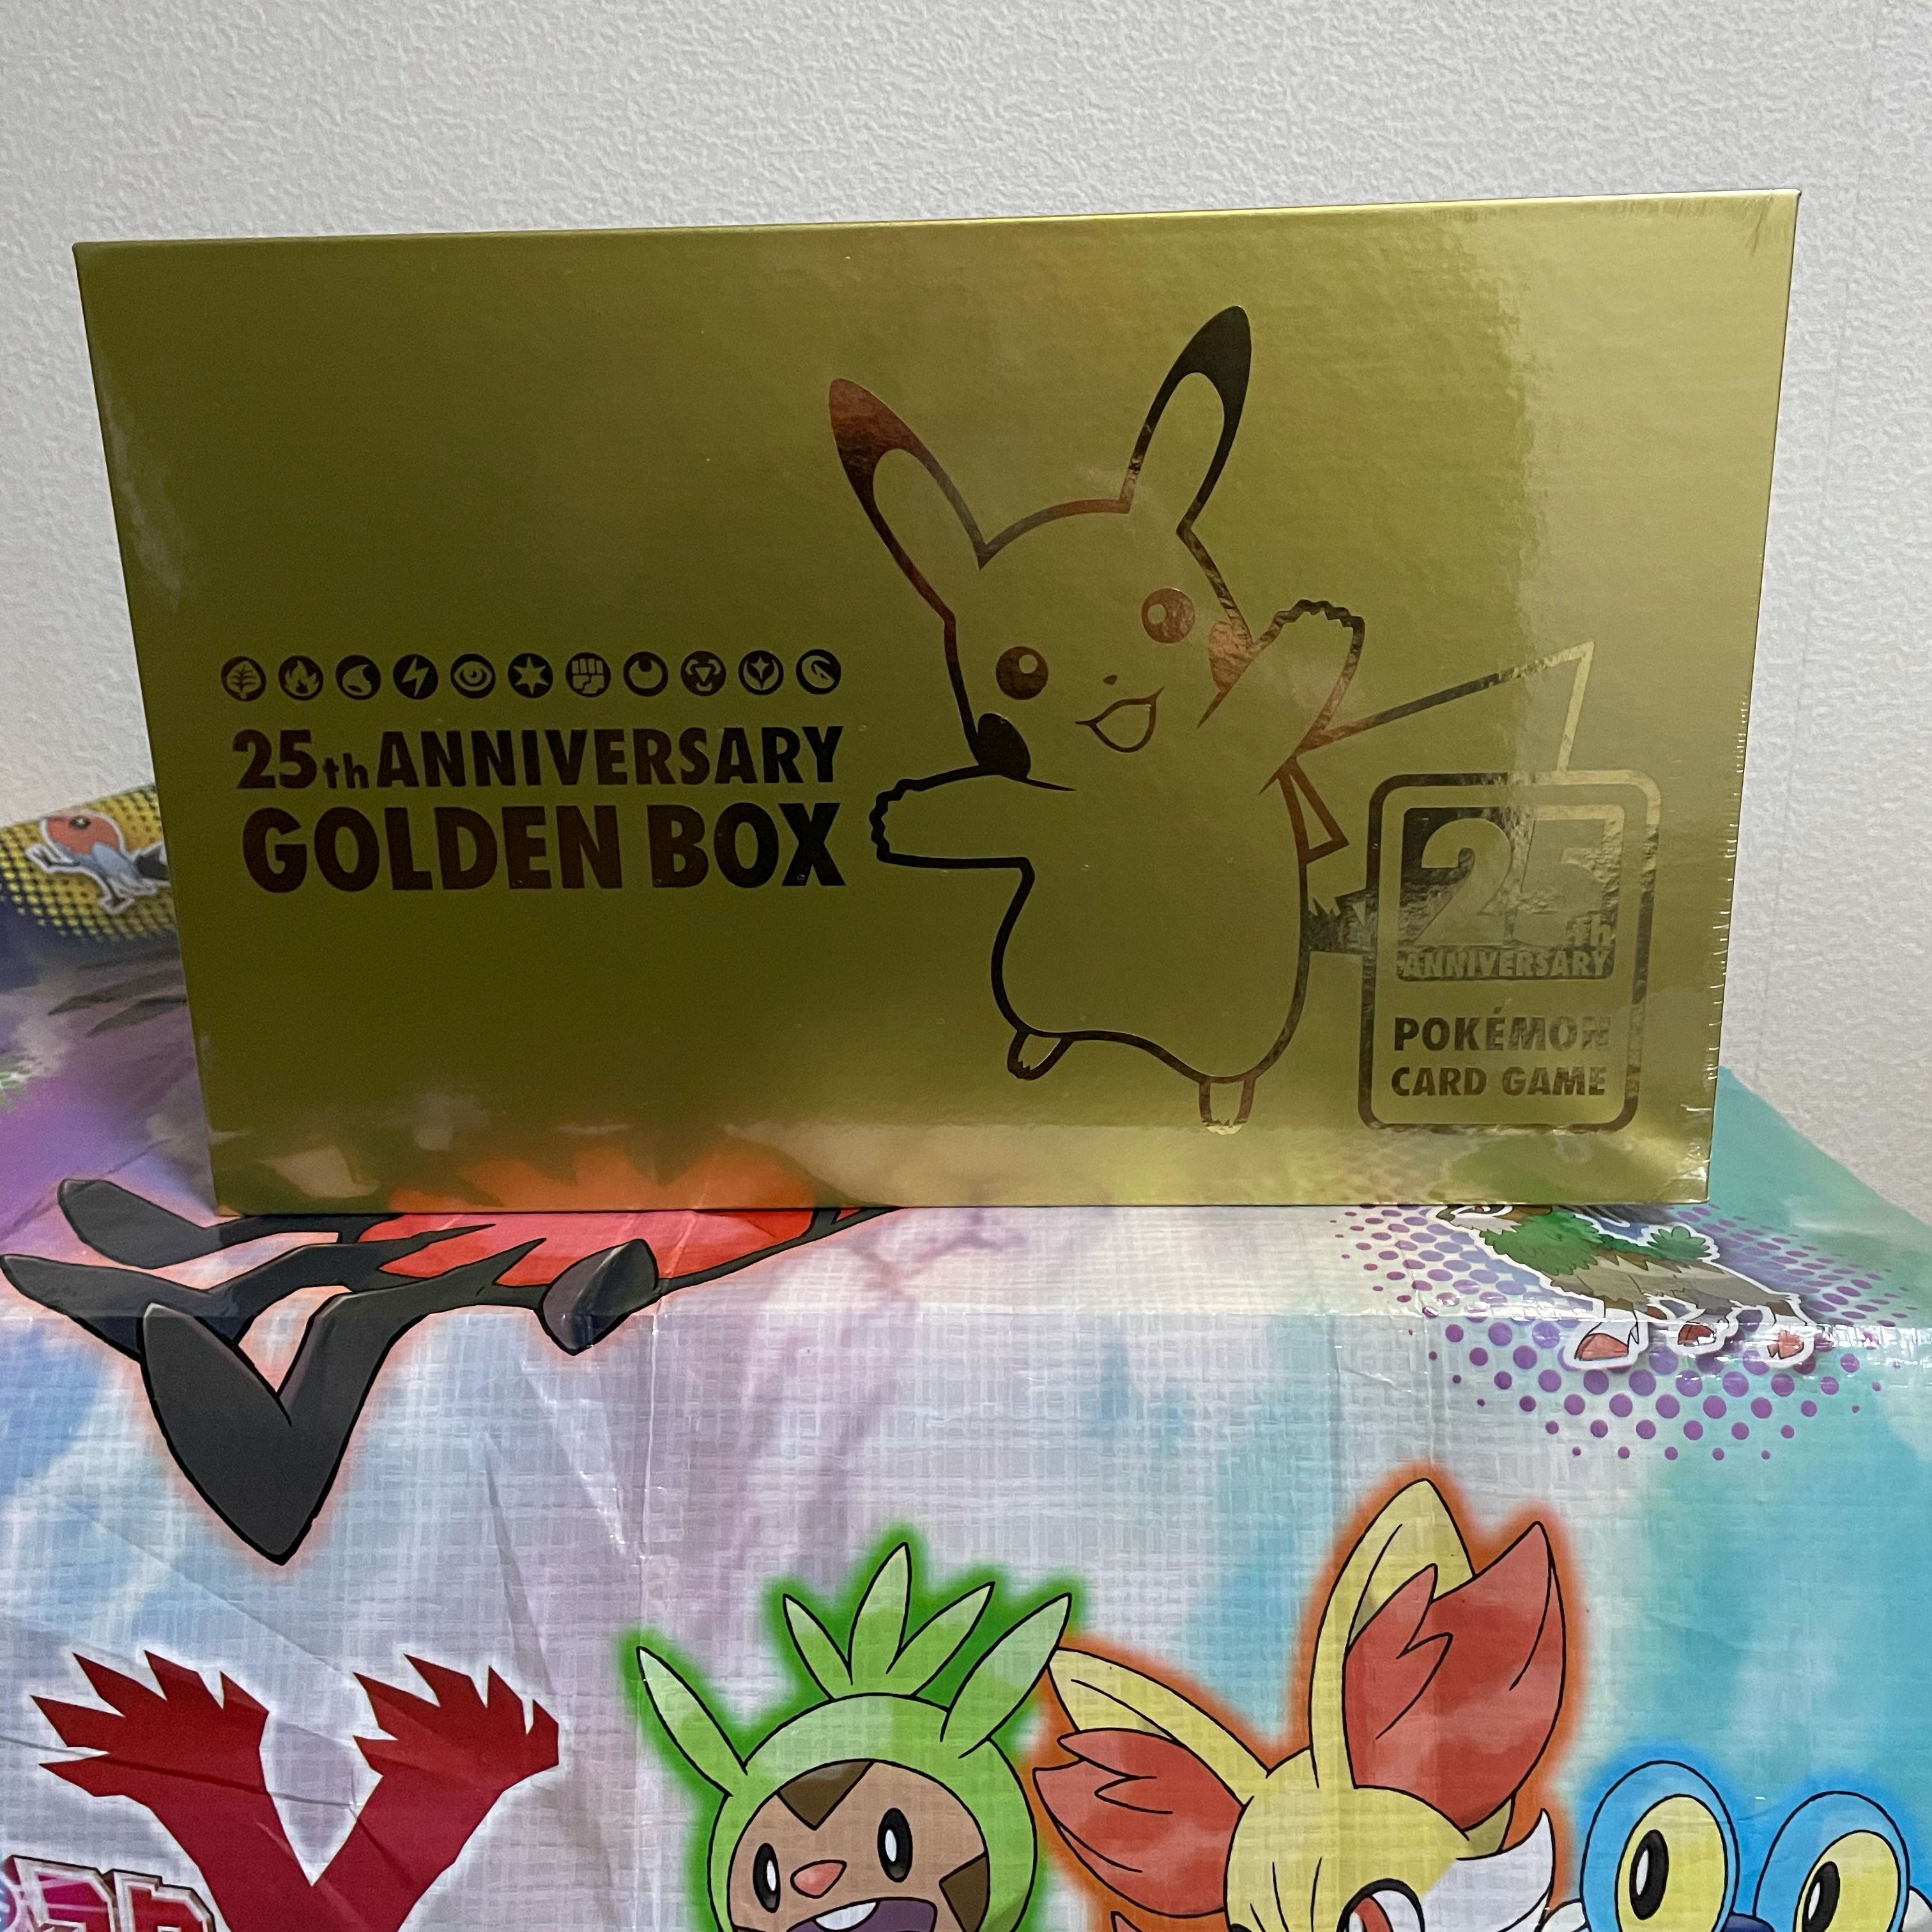 25th ANNIVERSARY
GOLDEN BOX
25th
ANNIVERSARY
POKÉMON
CARD GAME